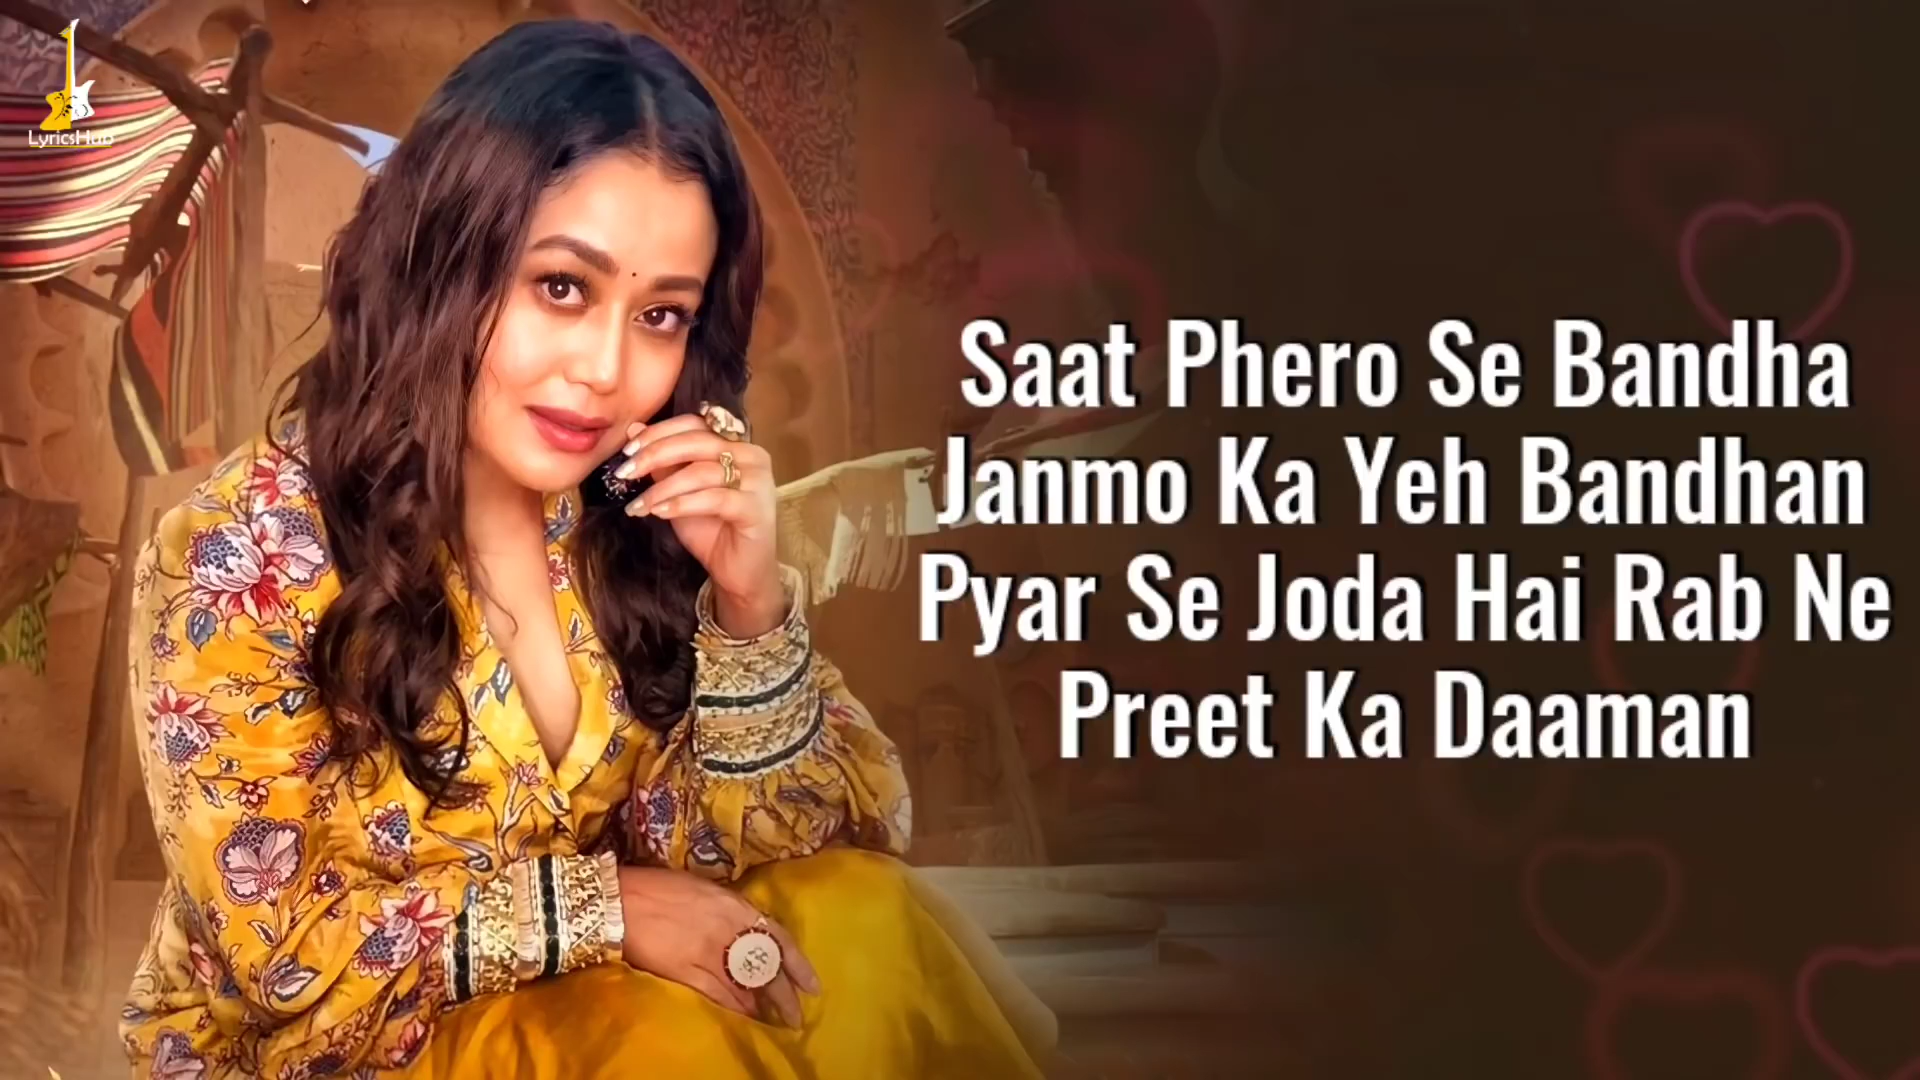 LyricsHub
Saat Phero Se Bandha
Janmo Ka Yeh Bandhan
Pyar Se Joda Hai Rab Ne
Preet Ka Daaman